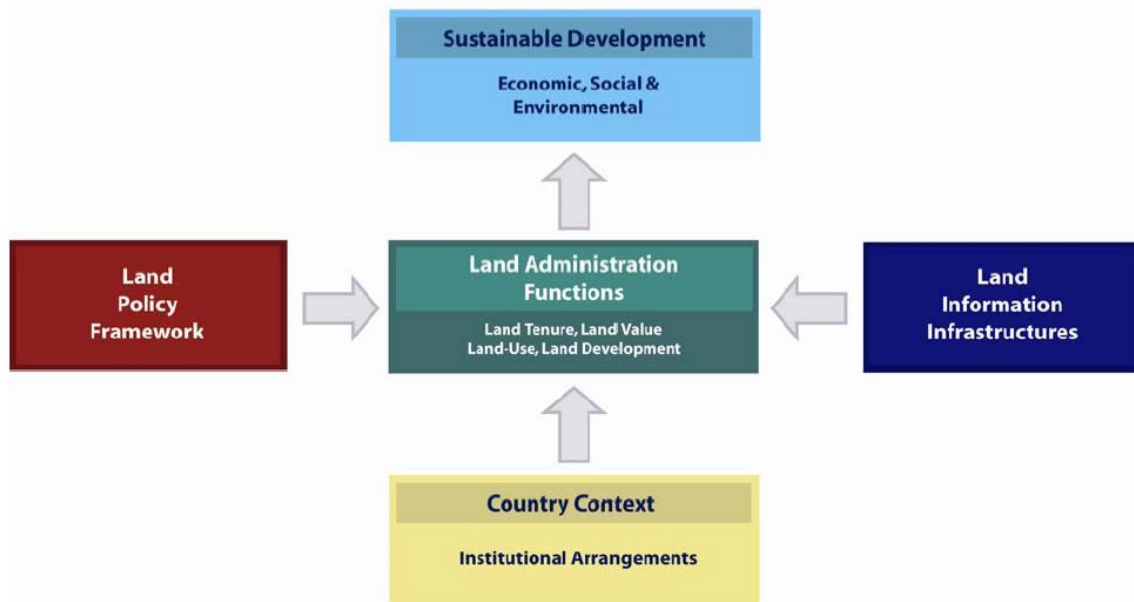 Sustainable Development
Economic, Social &
Environmental
Land
Policy
Framework
Land Administration
Functions
Land Tenure, Land Value
Land-Use, Land Development
Land
Information
Infrastructures
Country Context
Institutional Arrangements